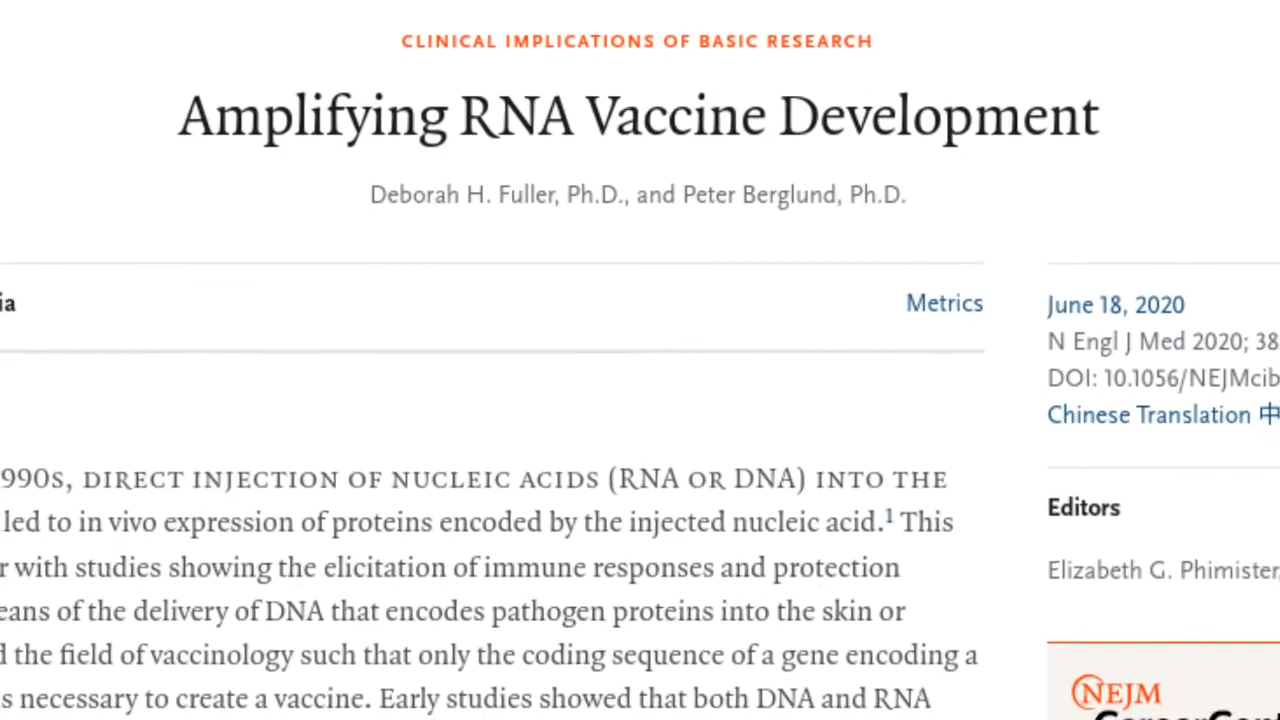 CLINICAL IMPLICATIONS OF BASIC RESEARCH
Amplifying RNA Vaccine Development
Deborah H. Fuller, Ph.D., and Peter Berglund, Ph.D.
ia
Metrics
990s, DIRECT INJECTION OF NUCLEIC ACIDS (RNA OR DNA) INTO THE
led to in vivo expression of proteins encoded by the injected nucleic acid.1 This
r with studies showing the elicitation of immune responses and protection
eans of the delivery of DNA that encodes pathogen proteins into the skin or
d the field of vaccinology such that only the coding sequence of a gene encoding a
s necessary to create a vaccine. Early studies showed that both DNA and RNA
June 18, 2020
N Engl J Med 2020; 38
DOI: 10.1056/NEJMcib
Chinese Translation 中
Editors
Elizabeth G. Phimister,
NEJM
CareerCent